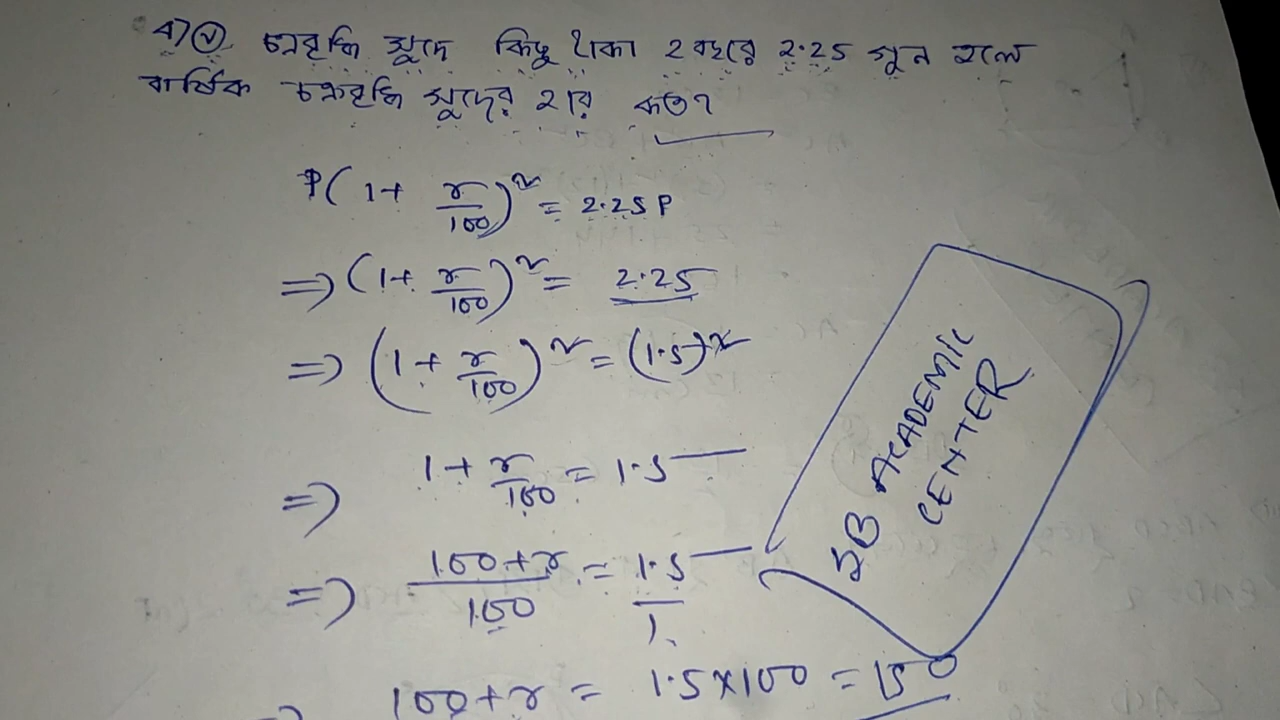 ব) (v) চক্রবৃদ্ধি সুদে কিছু টাকা 2 বছরে 2.25 গুন হলে
বার্ষিক চক্রবৃদ্ধি সুদের হার কত?
P(1+ r/100)^2 = 2.25P
=> (1+ r/100)^2 = 2.25
=> (1+ r/100)^2 = (1.5)^2
=> 1+ r/100 = 1.5
=> 100+r/100 = 1.5/1.
=> 100+r = 1.5×100 = 150
SB ACADEMIC
CENTER